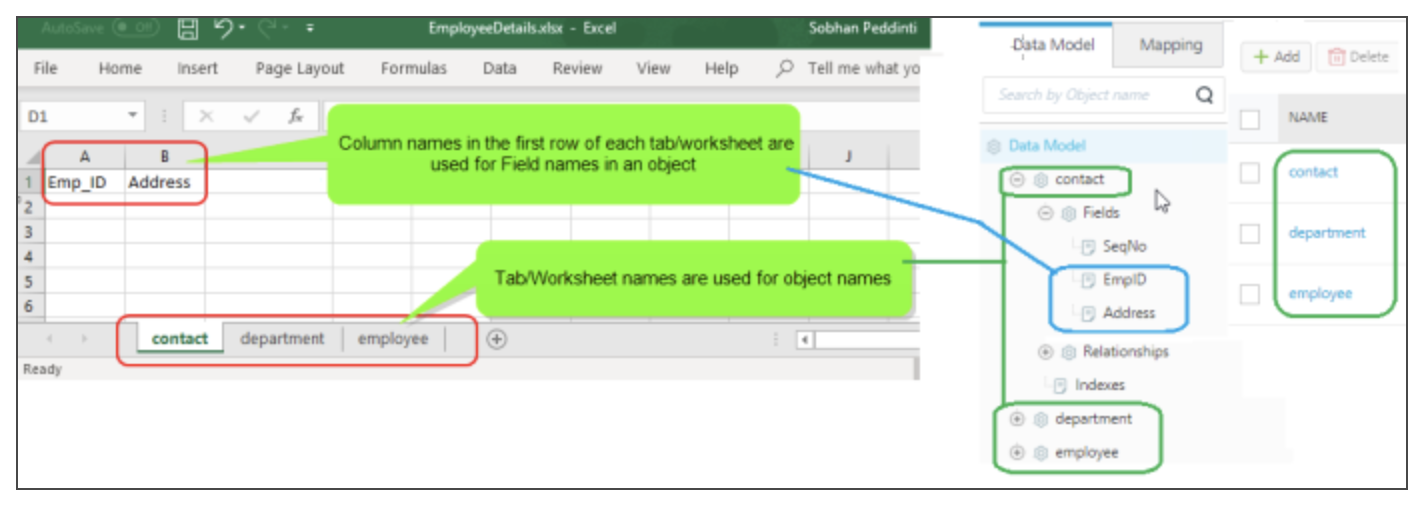 AutoSave Off EmployeeDetails.xlsx - Excel Sobhan Peddinti
File Home Insert Page Layout Formulas Data Review View Help Tell me what yo
D1 fx
A B J
1 Emp_ID Address
2
3
4
5
6
Column names in the first row of each tab/worksheet are
used for Field names in an object
Tab/Worksheet names are used for object names
contact department employee
Ready
Data Model Mapping
Search by Object name
Data Model
contact
Fields
SeqNo
EmpID
Address
Relationships
Indexes
department
employee
Add Delete
NAME
contact
department
employee